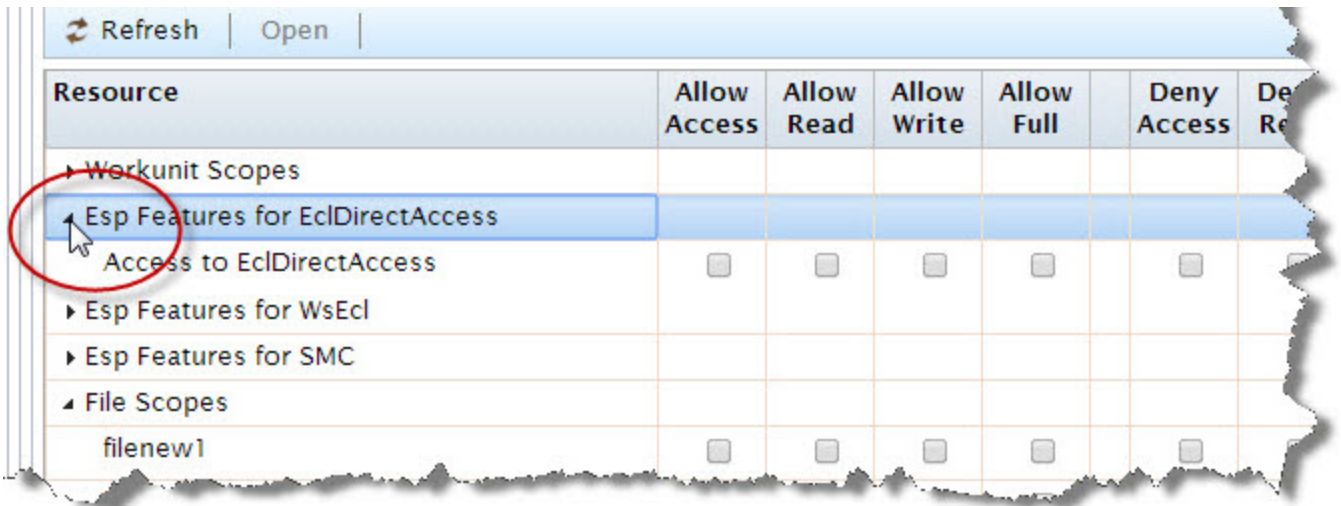 Refresh Open
Resource Allow Access Allow Read Allow Write Allow Full Deny Access
Workunit Scopes
Esp Features for EclDirectAccess
Access to EclDirectAccess
Esp Features for WsEcl
Esp Features for SMC
File Scopes
filenew1